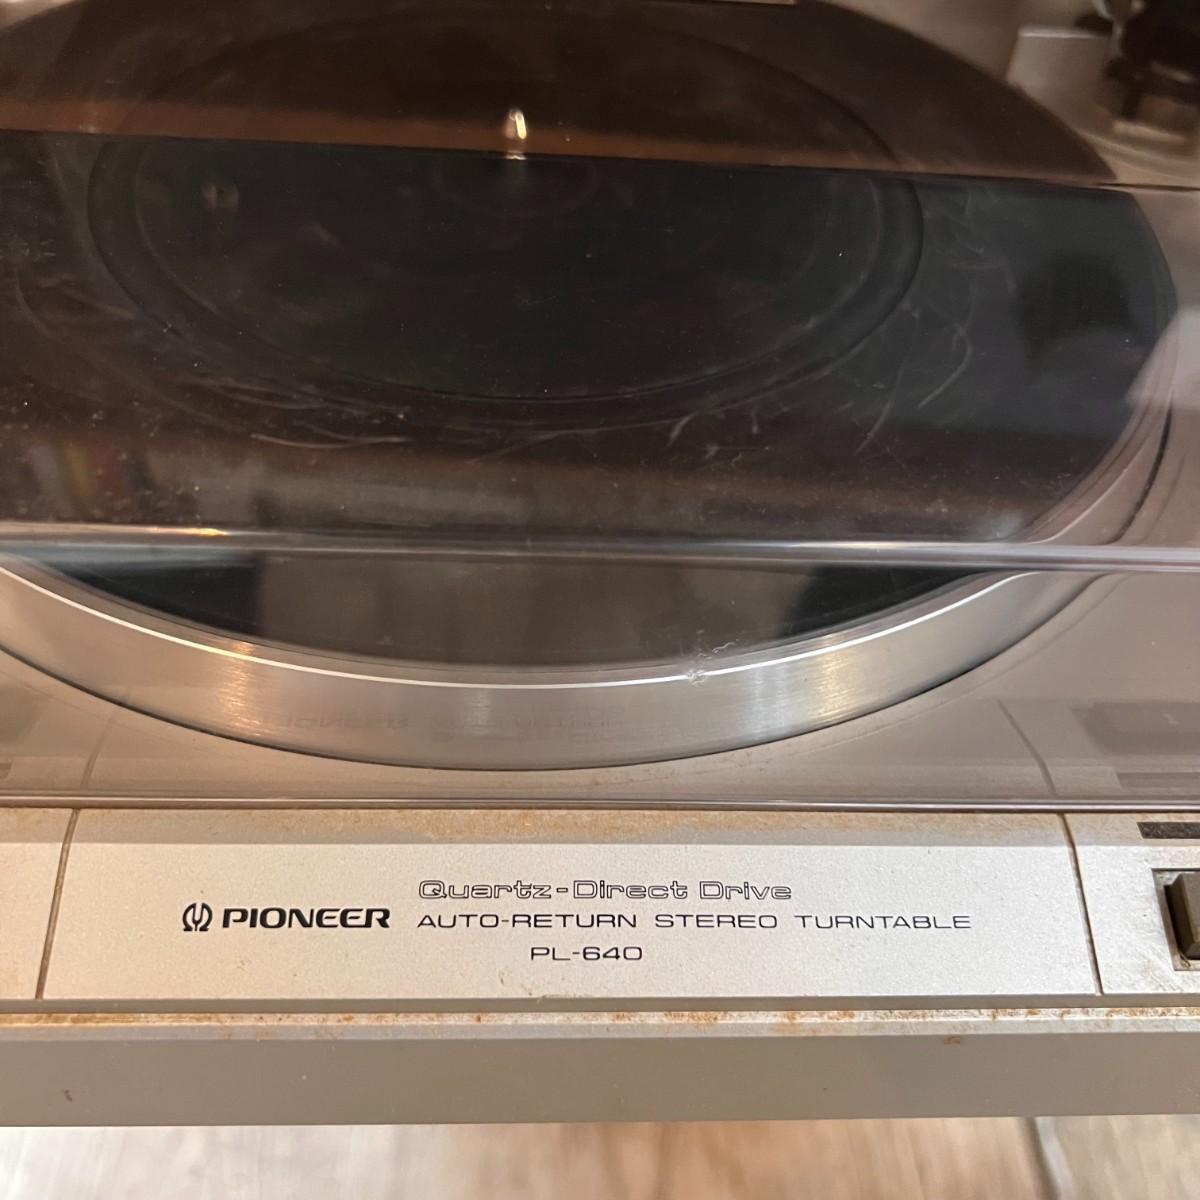 Quartz-Direct Drive
PIONEER AUTO-RETURN STEREO TURNTABLE
PL-640